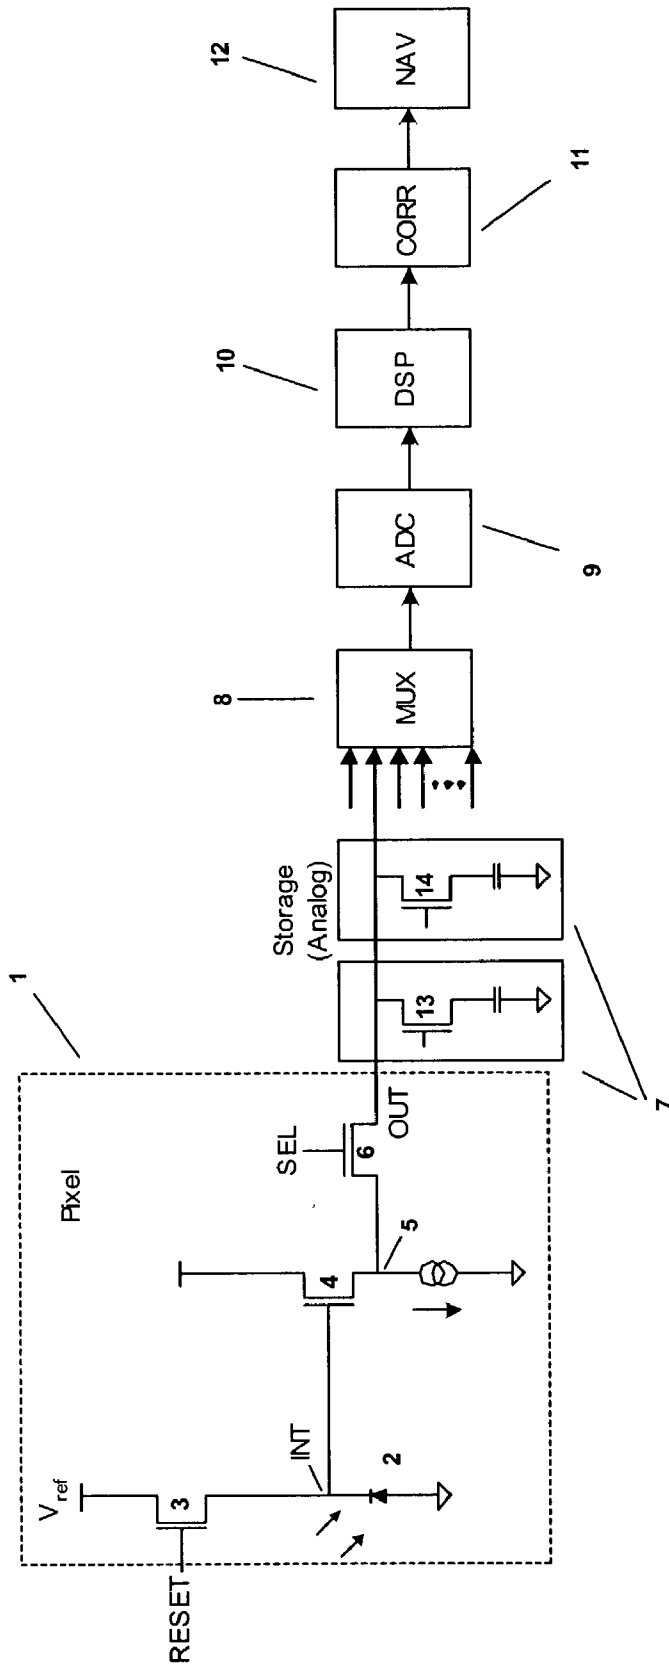 1
Pixel
V ref
RESET
3
INT
2
4
5
SEL
6
OUT
Storage
(Analog)
13
14
7
8
MUX
ADC
9
10
DSP
CORR
11
12
NAV